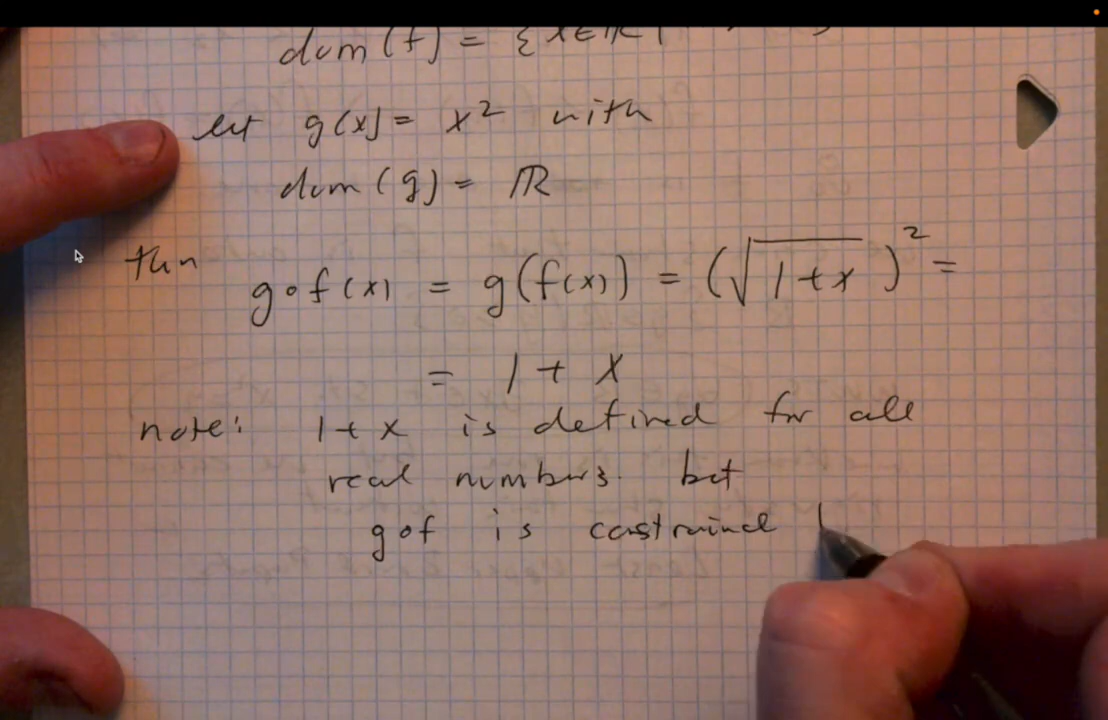 dom(f) = {x∈ℝ |
let g(x) = x² with
dom(g) = ℝ
then g∘f(x) = g(f(x)) = (√(1+x))² =
= 1 + x
note: 1+x is defined for all
real numbers. but
g∘f is constrained